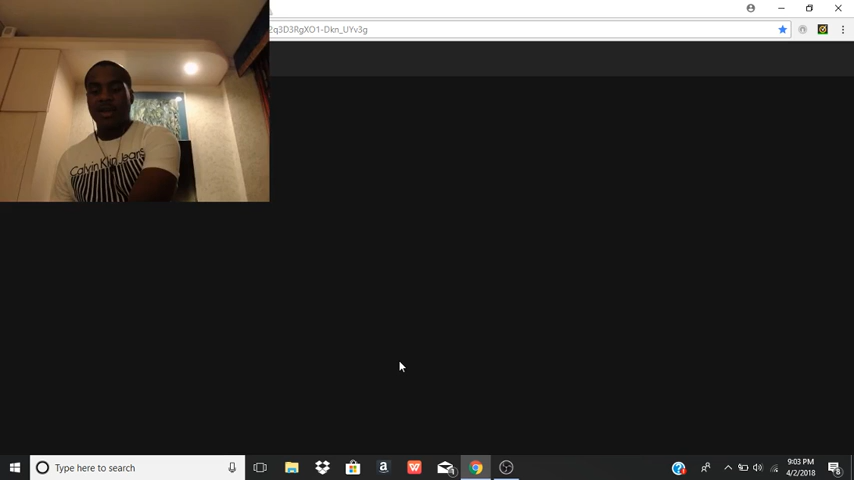 2q3D3RgXO1-Dkn_UYv3g
Calvin Klein Jeans
Type here to search
9:03 PM
4/2/2018